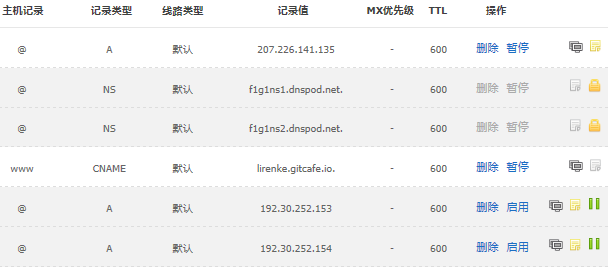 主机记录 记录类型 线路类型 记录值 MX优先级 TTL 操作
@ A 默认 207.226.141.135 - 600 删除 暂停
@ NS 默认 f1g1ns1.dnspod.net. - 600 删除 暂停
@ NS 默认 f1g1ns2.dnspod.net. - 600 删除 暂停
www CNAME 默认 lirenke.gitcafe.io. - 600 删除 暂停
@ A 默认 192.30.252.153 - 600 删除 启用
@ A 默认 192.30.252.154 - 600 删除 启用